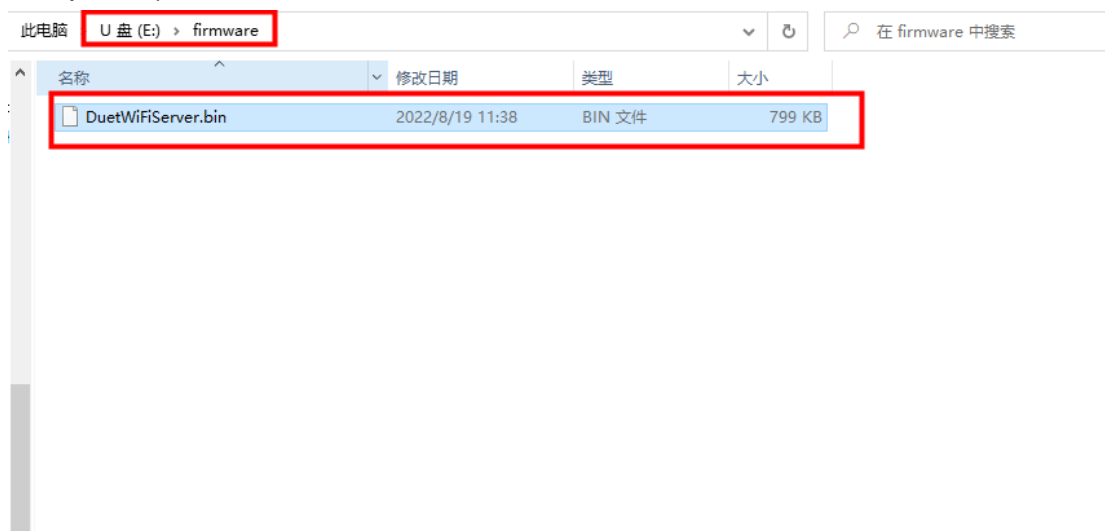 此电脑 U 盘 (E:) › firmware 在 firmware 中搜索
名称 修改日期 类型 大小
DuetWiFiServer.bin 2022/8/19 11:38 BIN 文件 799 KB